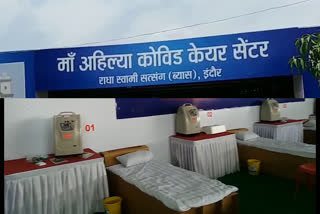 माँ अहिल्या कोविड केयर सेंटर
राधा स्वामी सत्संग (ब्यास), इंदौर
01